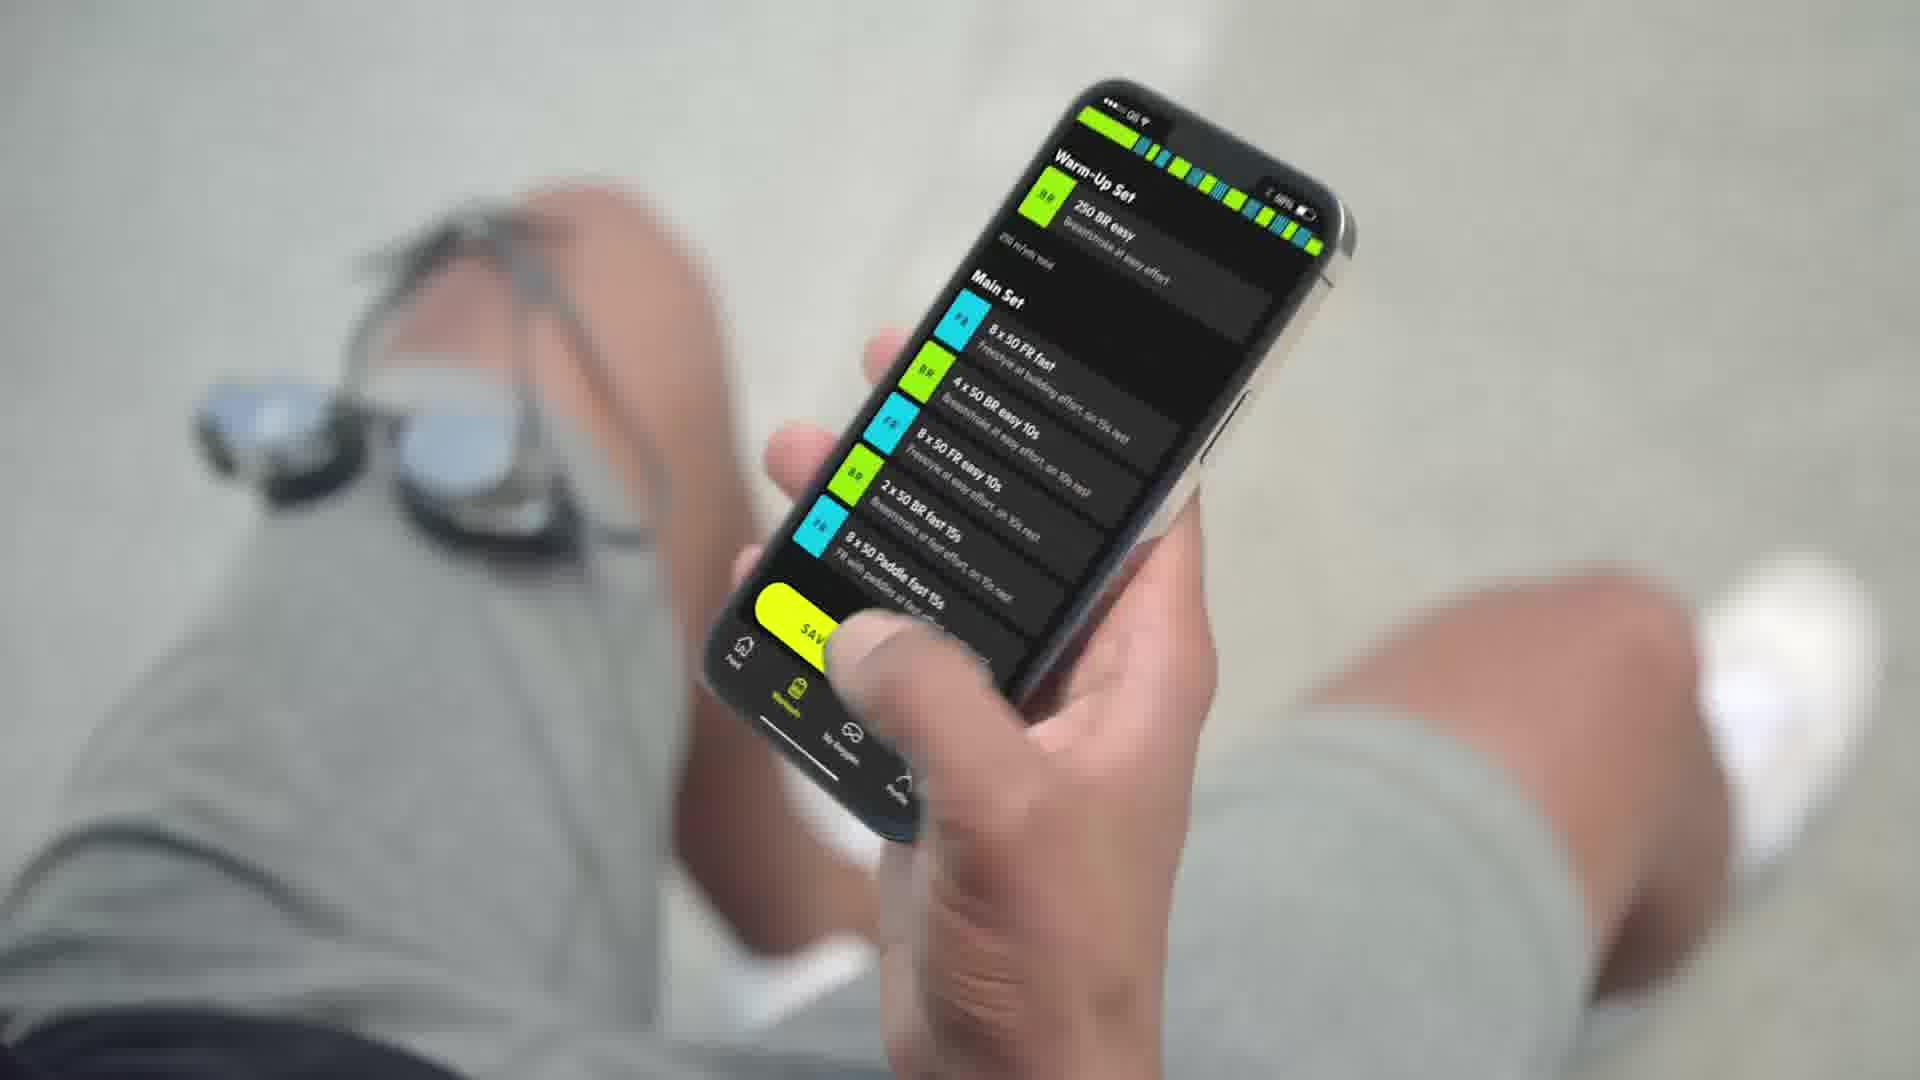 Warm-Up Set
BR
250 BR easy
Breaststroke at easy effort
250 m/yds total
Main Set
FR
8 x 50 FR fast
Freestyle at building effort, on 15s rest
BR
4 x 50 BR easy 10s
Breaststroke at easy effort, on 10s rest
FR
8 x 50 FR easy 10s
Freestyle at easy effort, on 10s rest
BR
2 x 50 BR fast 15s
Breaststroke at fast effort, on 15s rest
FR
8 x 50 Paddle fast 15s
FR with paddles at fast
SAV
Feed
Workouts
My Goggles
Profile